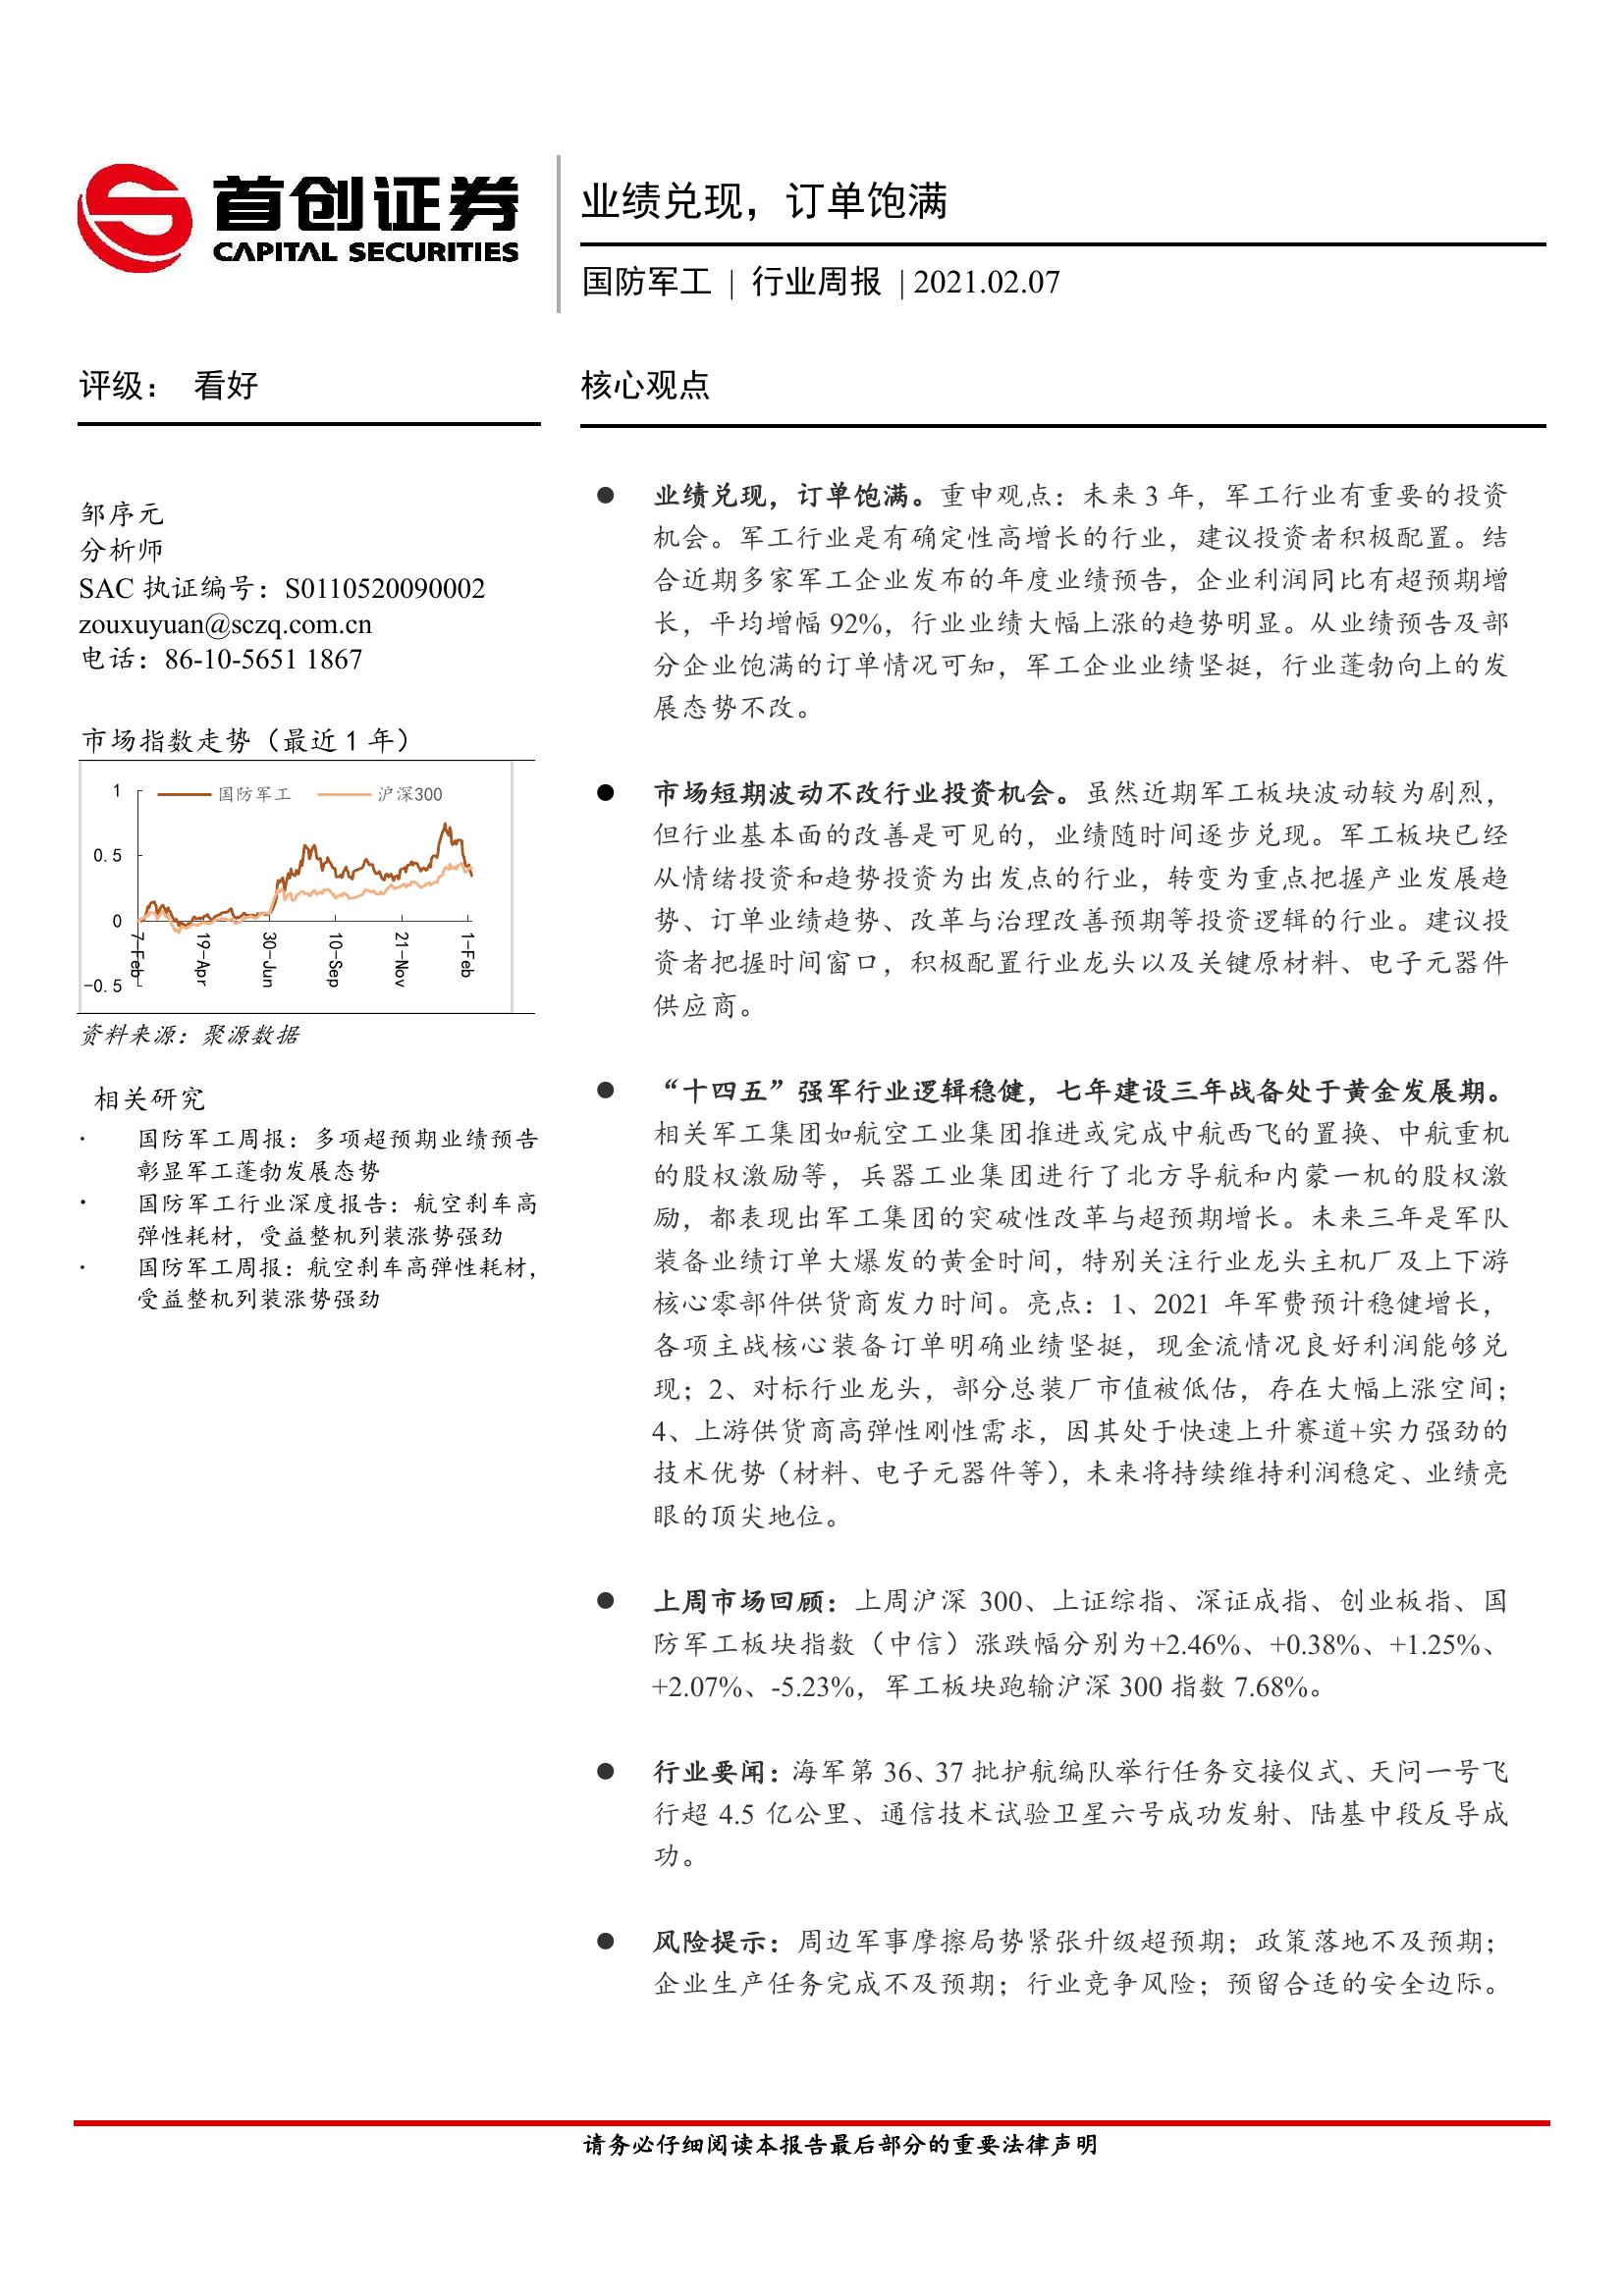 首创证券
CAPITAL SECURITIES
业绩兑现，订单饱满
国防军工 | 行业周报 | 2021.02.07
评级： 看好
邹序元
分析师
SAC 执证编号：S0110520090002
zouxuyuan@sczq.com.cn
电话：86-10-5651 1867
市场指数走势（最近 1 年）
国防军工 沪深300
1
0.5
0
-0.5
7-Feb
19-Apr
30-Jun
10-Sep
21-Nov
1-Feb
资料来源：聚源数据
相关研究
· 国防军工周报：多项超预期业绩预告
彰显军工蓬勃发展态势
· 国防军工行业深度报告：航空刹车高
弹性耗材，受益整机列装涨势强劲
· 国防军工周报：航空刹车高弹性耗材，
受益整机列装涨势强劲
核心观点
● 业绩兑现，订单饱满。重申观点：未来 3 年，军工行业有重要的投资
机会。军工行业是有确定性高增长的行业，建议投资者积极配置。结
合近期多家军工企业发布的年度业绩预告，企业利润同比有超预期增
长，平均增幅 92%，行业业绩大幅上涨的趋势明显。从业绩预告及部
分企业饱满的订单情况可知，军工企业业绩坚挺，行业蓬勃向上的发
展态势不改。
● 市场短期波动不改行业投资机会。虽然近期军工板块波动较为剧烈，
但行业基本面的改善是可见的，业绩随时间逐步兑现。军工板块已经
从情绪投资和趋势投资为出发点的行业，转变为重点把握产业发展趋
势、订单业绩趋势、改革与治理改善预期等投资逻辑的行业。建议投
资者把握时间窗口，积极配置行业龙头以及关键原材料、电子元器件
供应商。
● “十四五”强军行业逻辑稳健，七年建设三年战备处于黄金发展期。
相关军工集团如航空工业集团推进或完成中航西飞的置换、中航重机
的股权激励等，兵器工业集团进行了北方导航和内蒙一机的股权激
励，都表现出军工集团的突破性改革与超预期增长。未来三年是军队
装备业绩订单大爆发的黄金时间，特别关注行业龙头主机厂及上下游
核心零部件供货商发力时间。亮点：1、2021 年军费预计稳健增长，
各项主战核心装备订单明确业绩坚挺，现金流情况良好利润能够兑
现；2、对标行业龙头，部分总装厂市值被低估，存在大幅上涨空间；
4、上游供货商高弹性刚性需求，因其处于快速上升赛道+实力强劲的
技术优势（材料、电子元器件等），未来将持续维持利润稳定、业绩亮
眼的顶尖地位。
● 上周市场回顾：上周沪深 300、上证综指、深证成指、创业板指、国
防军工板块指数（中信）涨跌幅分别为+2.46%、+0.38%、+1.25%、
+2.07%、-5.23%，军工板块跑输沪深 300 指数 7.68%。
● 行业要闻：海军第 36、37 批护航编队举行任务交接仪式、天问一号飞
行超 4.5 亿公里、通信技术试验卫星六号成功发射、陆基中段反导成
功。
● 风险提示：周边军事摩擦局势紧张升级超预期；政策落地不及预期；
企业生产任务完成不及预期；行业竞争风险；预留合适的安全边际。
请务必仔细阅读本报告最后部分的重要法律声明